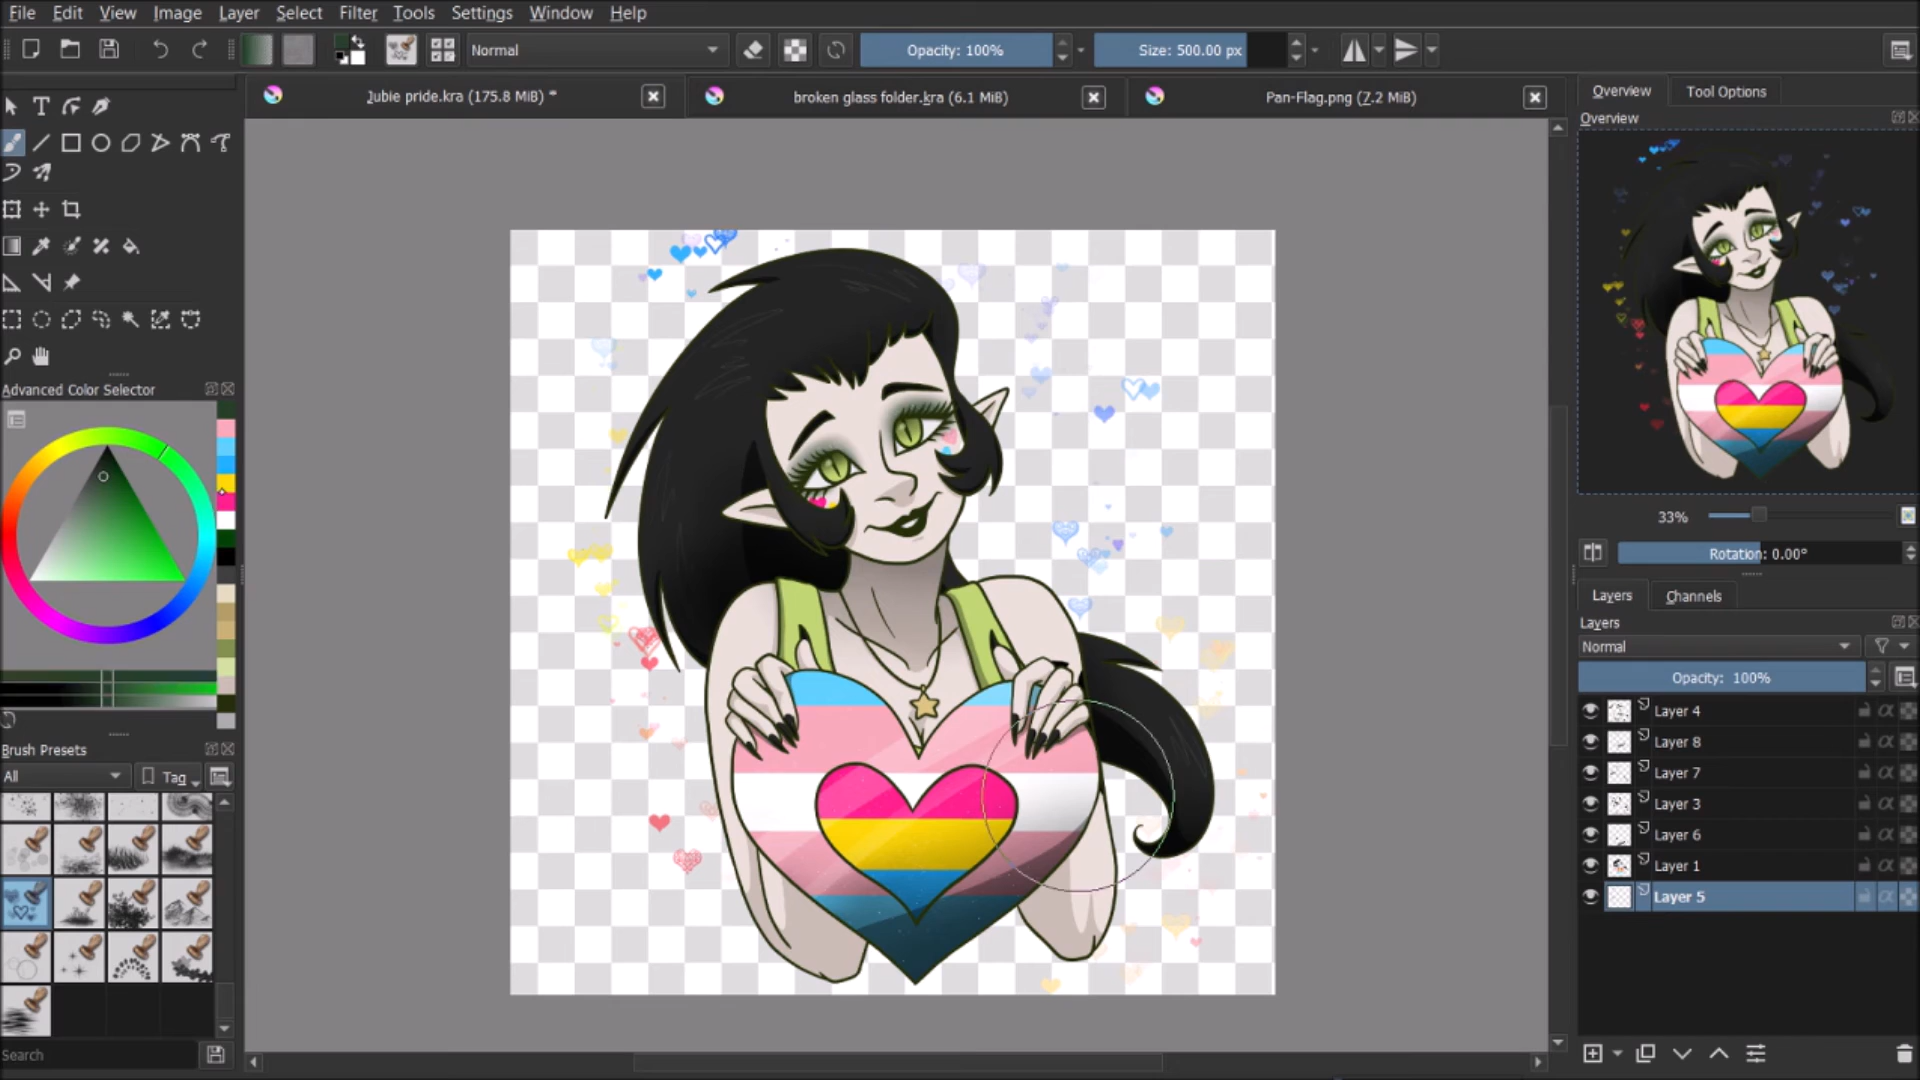 File Edit View Image Layer Select Filter Tools Settings Window Help
Normal Opacity: 100% Size: 500.00 px
Jubie pride.kra (175.8 MiB) * broken glass folder.kra (6.1 MiB) Pan-Flag.png (7.2 MiB)
Overview Tool Options
Overview
33%
Rotation: 0.00°
Layers Channels
Layers
Normal
Opacity: 100%
Layer 4
Layer 8
Layer 7
Layer 3
Layer 6
Layer 1
Layer 5
Advanced Color Selector
Brush Presets
All Tag
Search